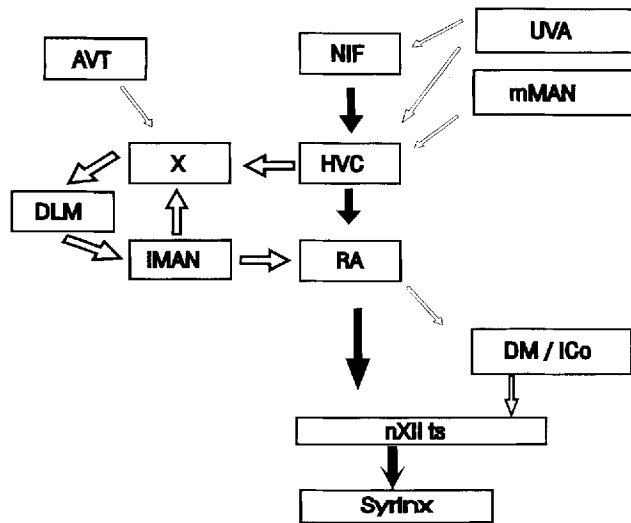 UVA
AVT
NIF
mMAN
X
HVC
DLM
lMAN
RA
DM / ICo
nXII ts
Syrinx